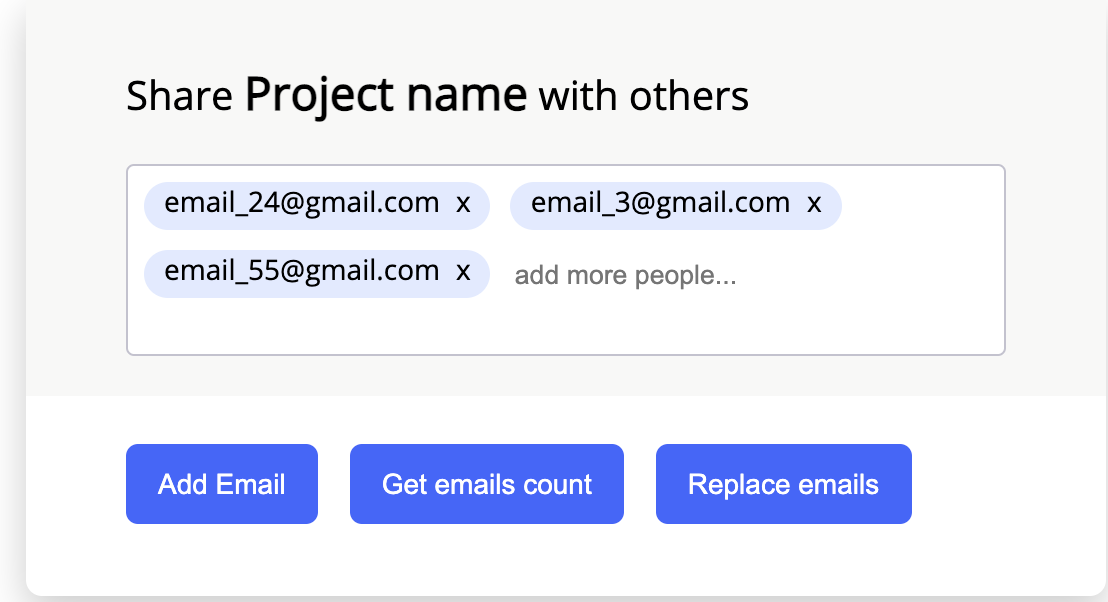 Share Project name with others
email_24@gmail.com x email_3@gmail.com x
email_55@gmail.com x add more people...
Add Email Get emails count Replace emails